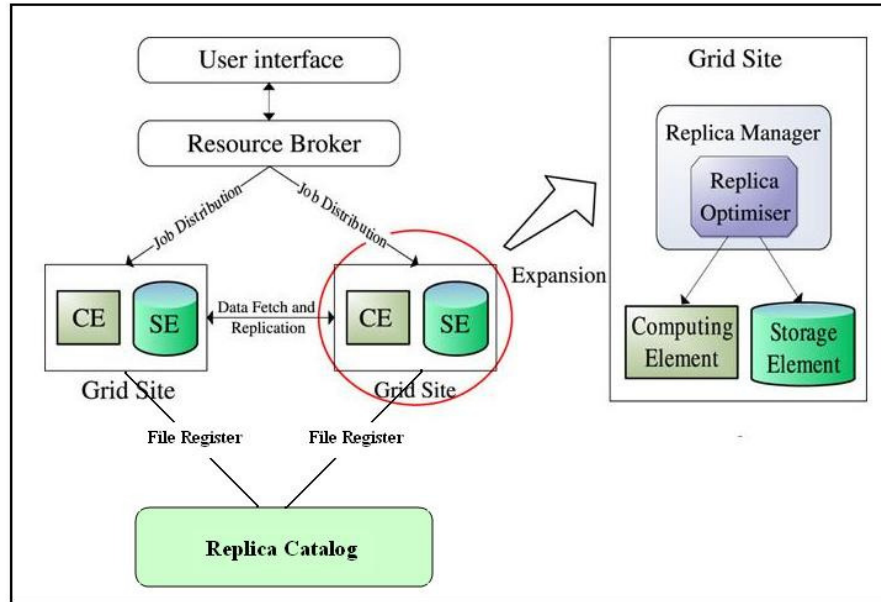 User interface
Resource Broker
Job Distribution
Job Distribution
CE
SE
Data Fetch and
Replication
CE
SE
Grid Site
Grid Site
File Register
File Register
Replica Catalog
Expansion
Grid Site
Replica Manager
Replica
Optimiser
Computing
Element
Storage
Element